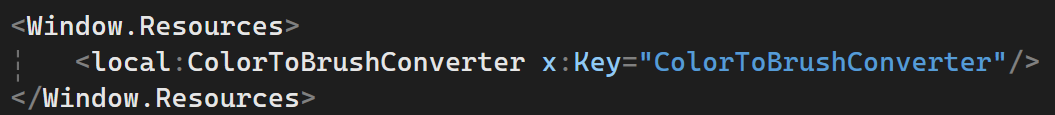 <Window.Resources>
    <local:ColorToBrushConverter x:Key="ColorToBrushConverter"/>
</Window.Resources>